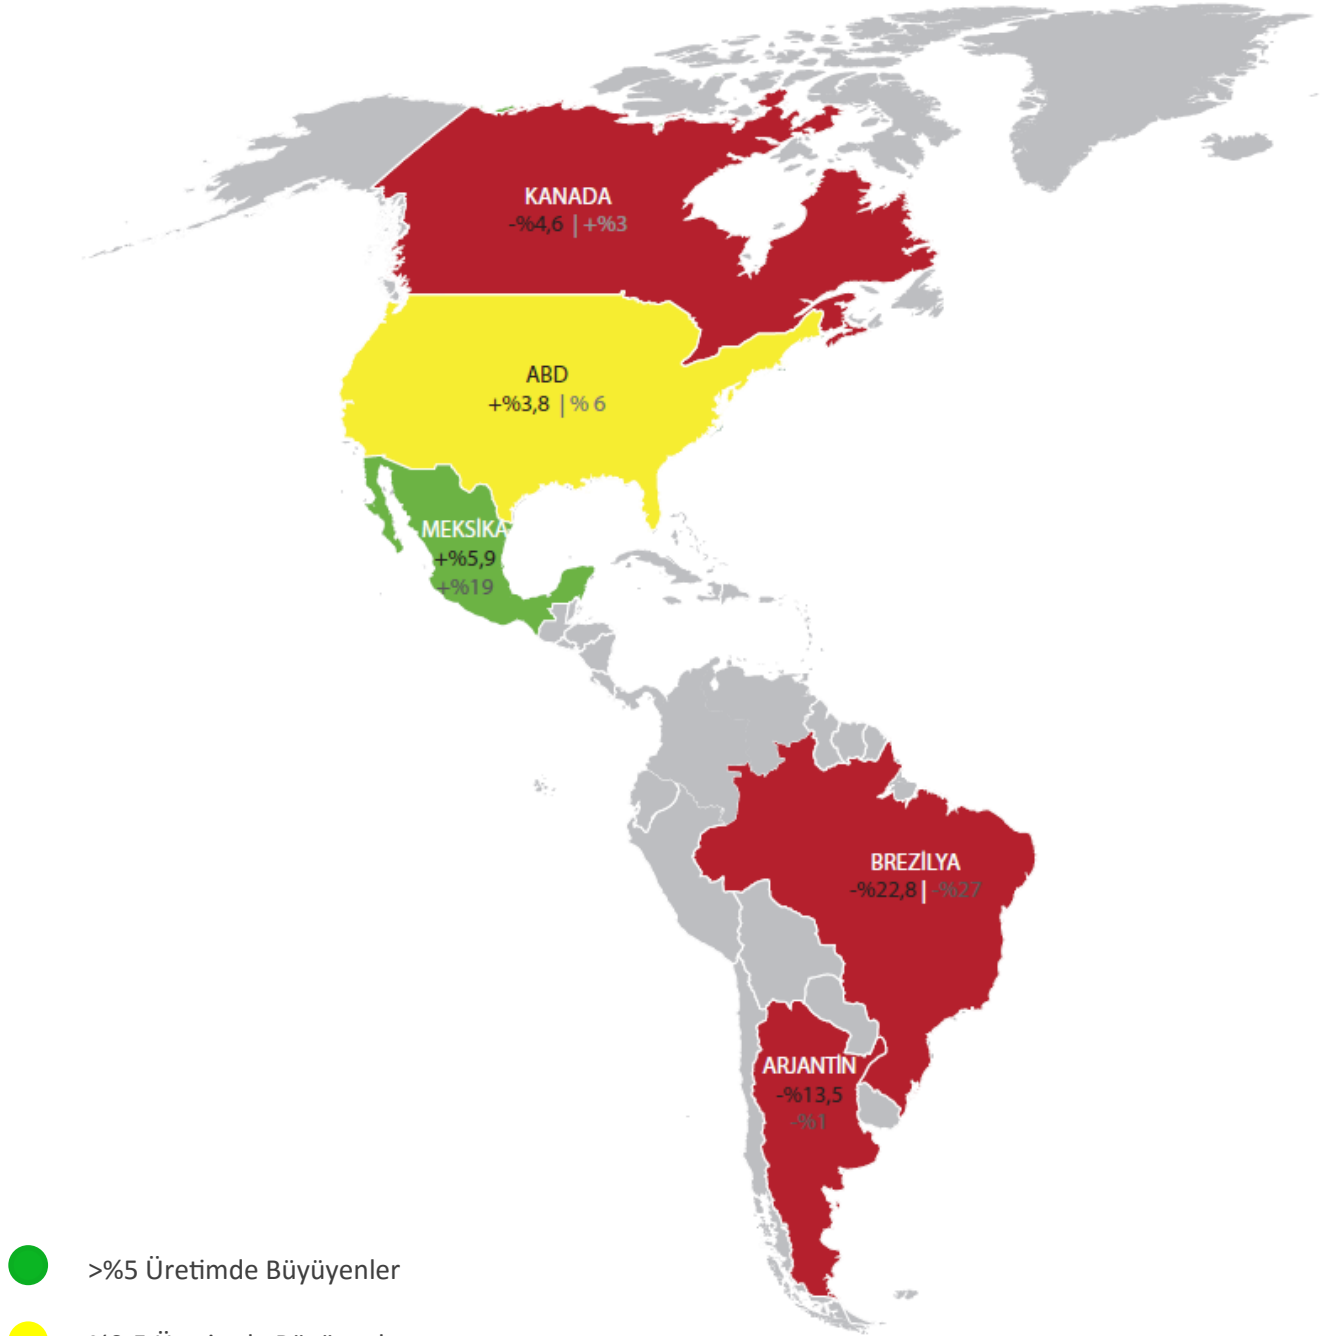 KANADA
-%4,6 | +%3
ABD
+%3,8 | % 6
MEKSİKA
+%5,9
+%19
BREZİLYA
-%22,8 | -%27
ARJANTİN
-%13,5
-%1
>%5 Üretimde Büyüyenler